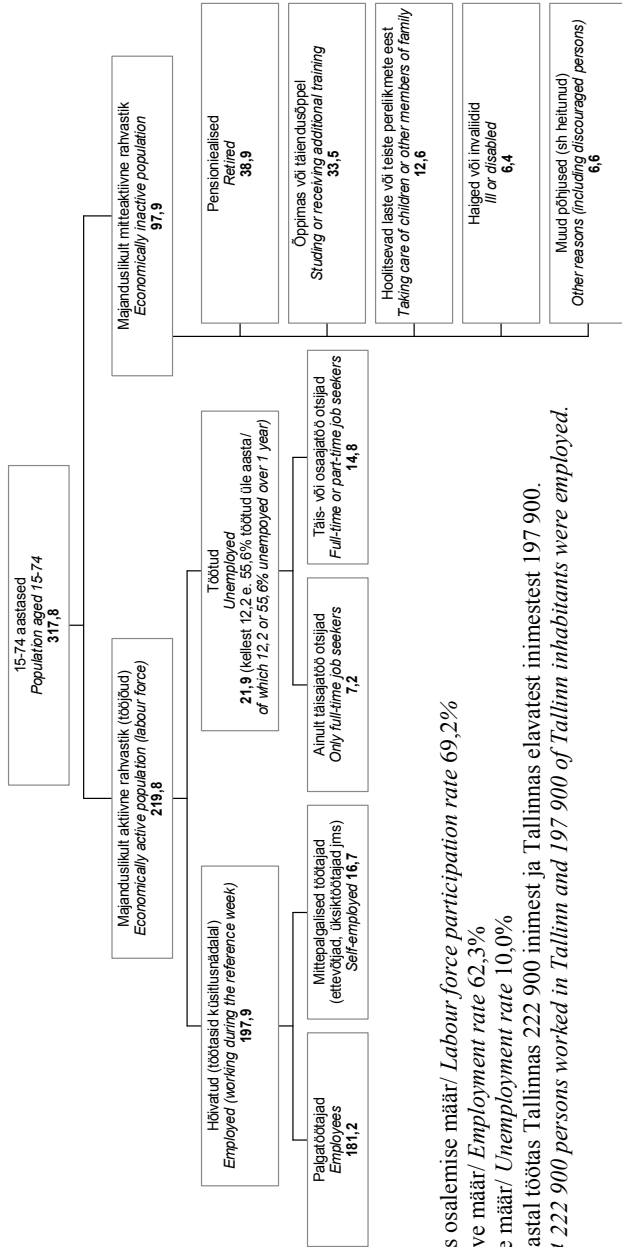 15-74 aastased
Population aged 15-74
317,8
Majanduslikult aktiivne rahvastik (tööjõud)
Economically active population (labour force)
219,8
Majanduslikult mitteaktiivne rahvastik
Economically inactive population
97,9
Hõivatud (töötasid küsitlusnädalal)
Employed (working during the reference week)
197,9
Töötud
Unemployed
21,9 (kellest 12,2 e. 55,6% töötud üle aasta/
of which 12,2 or 55,6% unempoyed over 1 year)
Pensioniealised
Retired
38,9
Õppimas või täiendusõppel
Studing or receiving additional training
33,5
Hoolitsevad laste või teiste pereliikmete eest
Taking care of children or other members of family
12,6
Haiged või invaliidid
Ill or disabled
6,4
Muud põhjused (sh heitunud)
Other reasons (including discouraged persons)
6,6
Palgatöötajad
Employees
181,2
Mittepalgalised töötajad
(ettevõtjad, üksiktöötajad jms)
Self-employed 16,7
Ainult täisajatöö otsijad
Only full-time job seekers
7,2
Täis- või osaajatöö otsijad
Full-time or part-time job seekers
14,8
s osalemise määr/ Labour force participation rate 69,2%
ve määr/ Employment rate 62,3%
e määr/ Unemployment rate 10,0%
astal töötas Tallinnas 222 900 inimest ja Tallinnas elavatest inimestest 197 900.
t 222 900 persons worked in Tallinn and 197 900 of Tallinn inhabitants were employed.